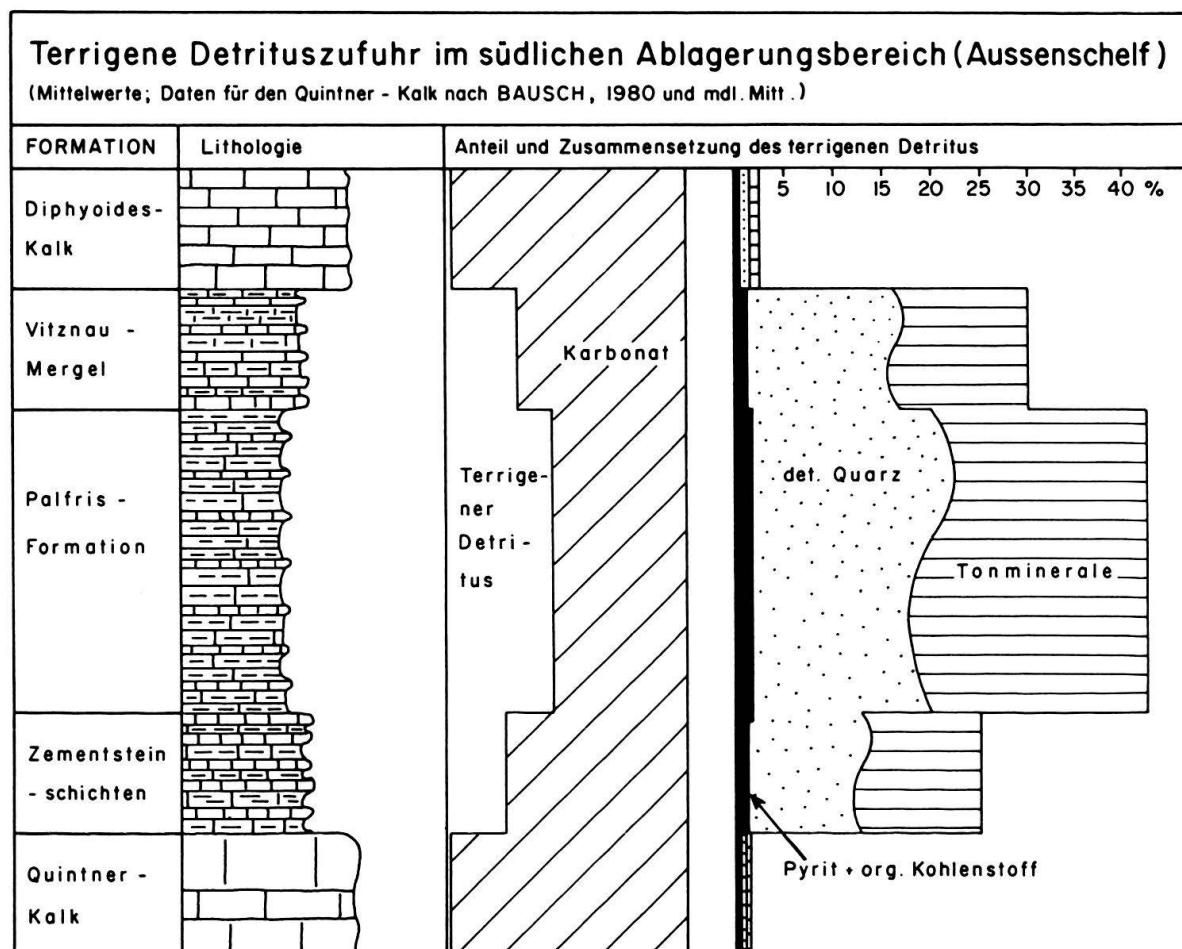 Terrigene Detrituszufuhr im südlichen Ablagerungsbereich (Aussenschelf)
(Mittelwerte; Daten für den Quintner - Kalk nach BAUSCH, 1980 und mdl. Mitt.)
FORMATION
Lithologie
Anteil und Zusammensetzung des terrigenen Detritus
5 10 15 20 25 30 35 40 %
Diphyoides-
Kalk
Vitznau -
Mergel
Karbonat
Palfris -
Formation
Terrige-
ner
Detri -
tus
det. Quarz
Tonminerale
Zementstein
- schichten
Pyrit + org. Kohlenstoff
Quintner -
Kalk